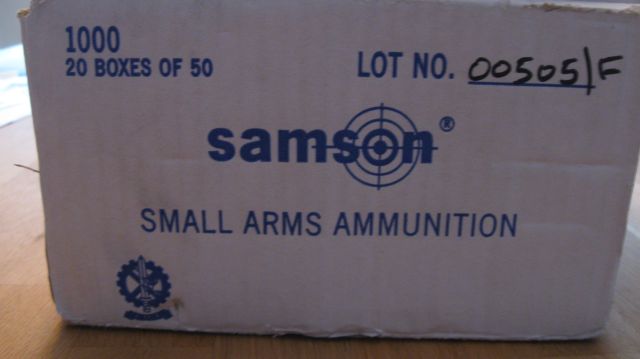 1000
20 BOXES OF 50
LOT NO. 00505/F
samson®
SMALL ARMS AMMUNITION